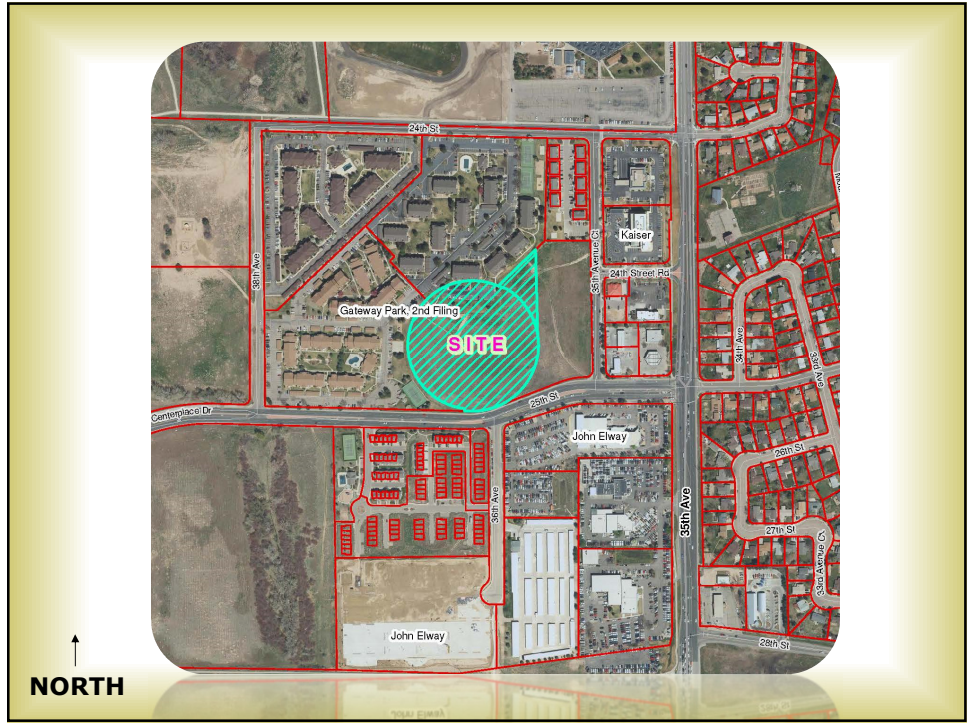 24th St
Kaiser
38th Ave
35th Avenue Ct
24th Street Rd
Gateway Park, 2nd Filing
SITE
34th Ave
33rd Ave
25th St
Centerplace Dr
John Elway
26th St
36th Ave
35th Ave
27th St
33rd Avenue Ct
John Elway
28th St
NORTH